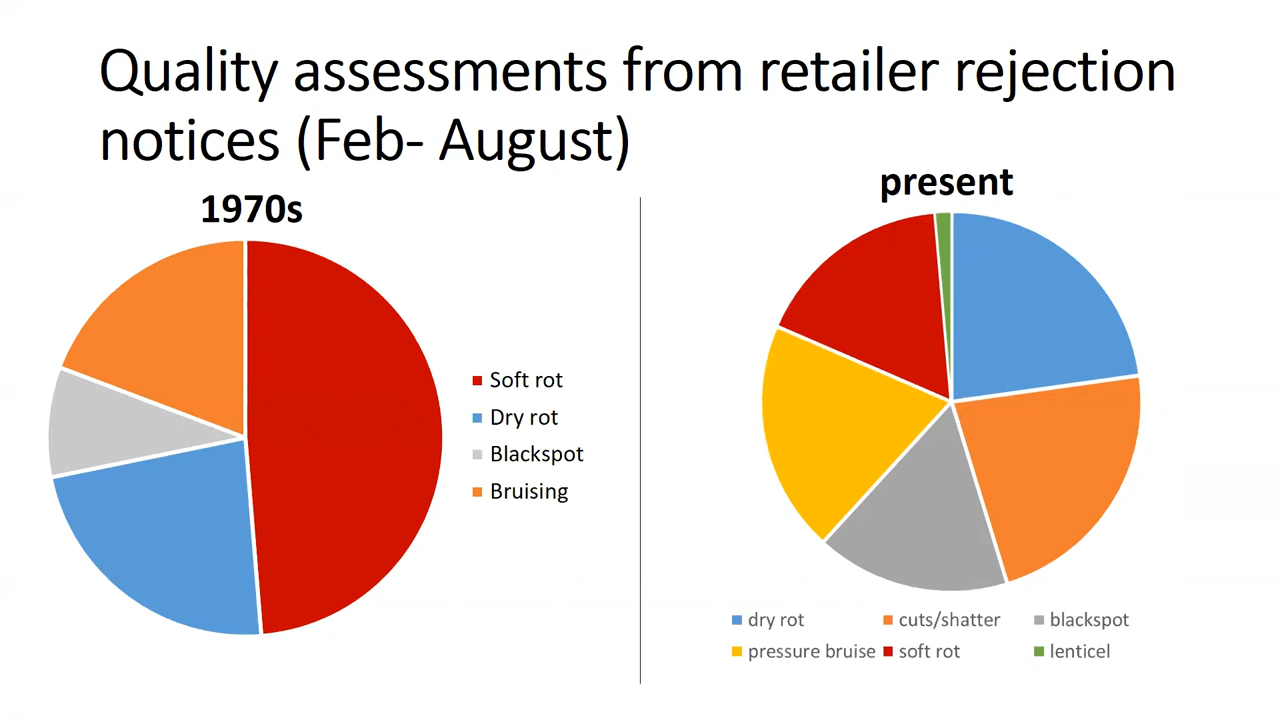 Quality assessments from retailer rejection
notices (Feb- August)
1970s
Soft rot
Dry rot
Blackspot
Bruising
present
dry rot cuts/shatter blackspot
pressure bruise soft rot lenticel